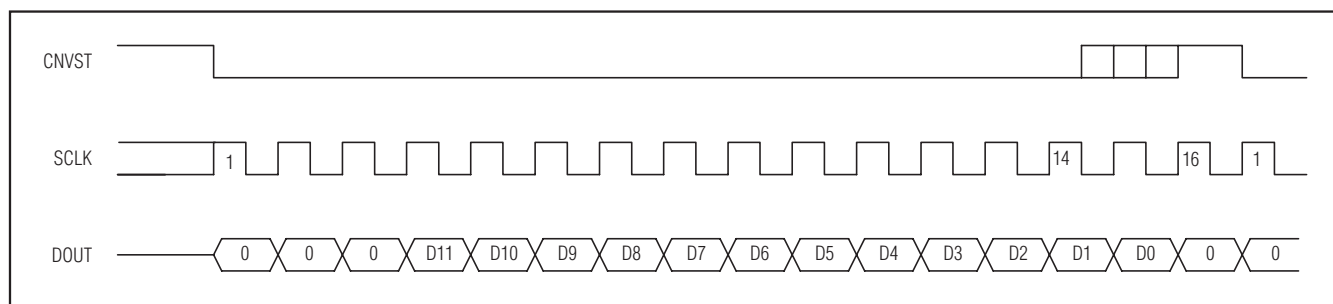 CNVST
SCLK 1 14 16 1
DOUT 0 0 0 D11 D10 D9 D8 D7 D6 D5 D4 D3 D2 D1 D0 0 0